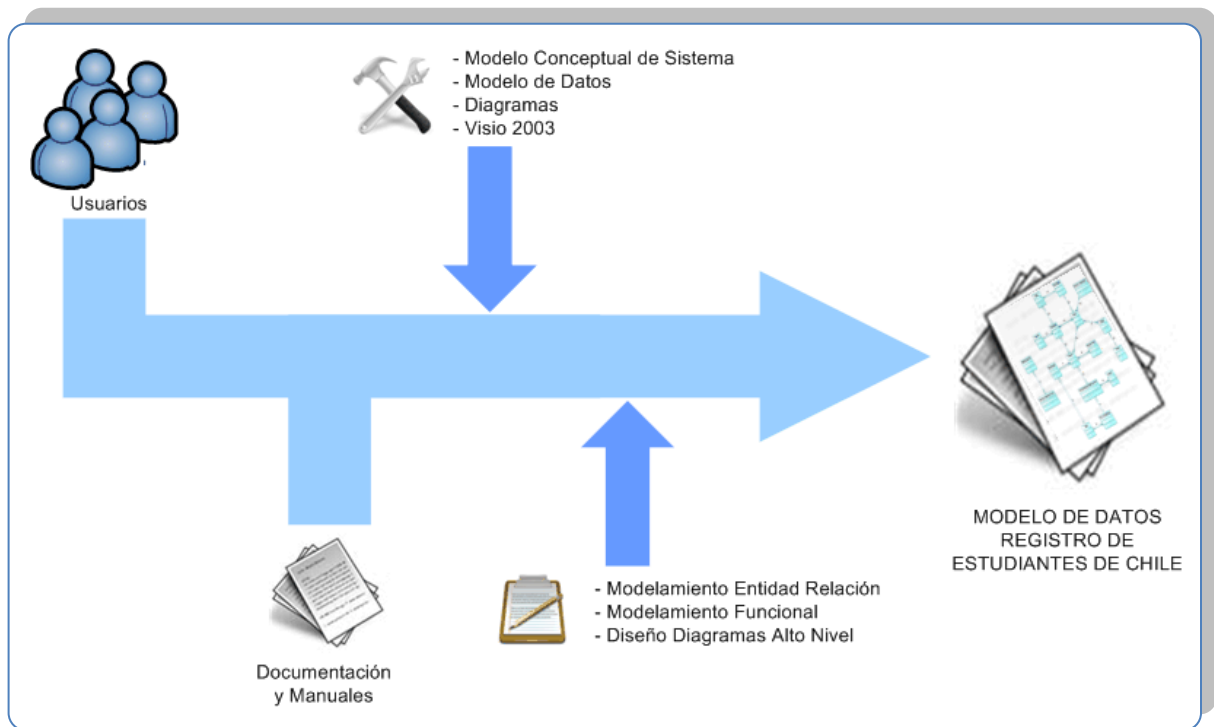 - Modelo Conceptual de Sistema
- Modelo de Datos
- Diagramas
- Visio 2003
Usuarios
MODELO DE DATOS
REGISTRO DE
ESTUDIANTES DE CHILE
- Modelamiento Entidad Relación
- Modelamiento Funcional
- Diseño Diagramas Alto Nivel
Documentación
y Manuales